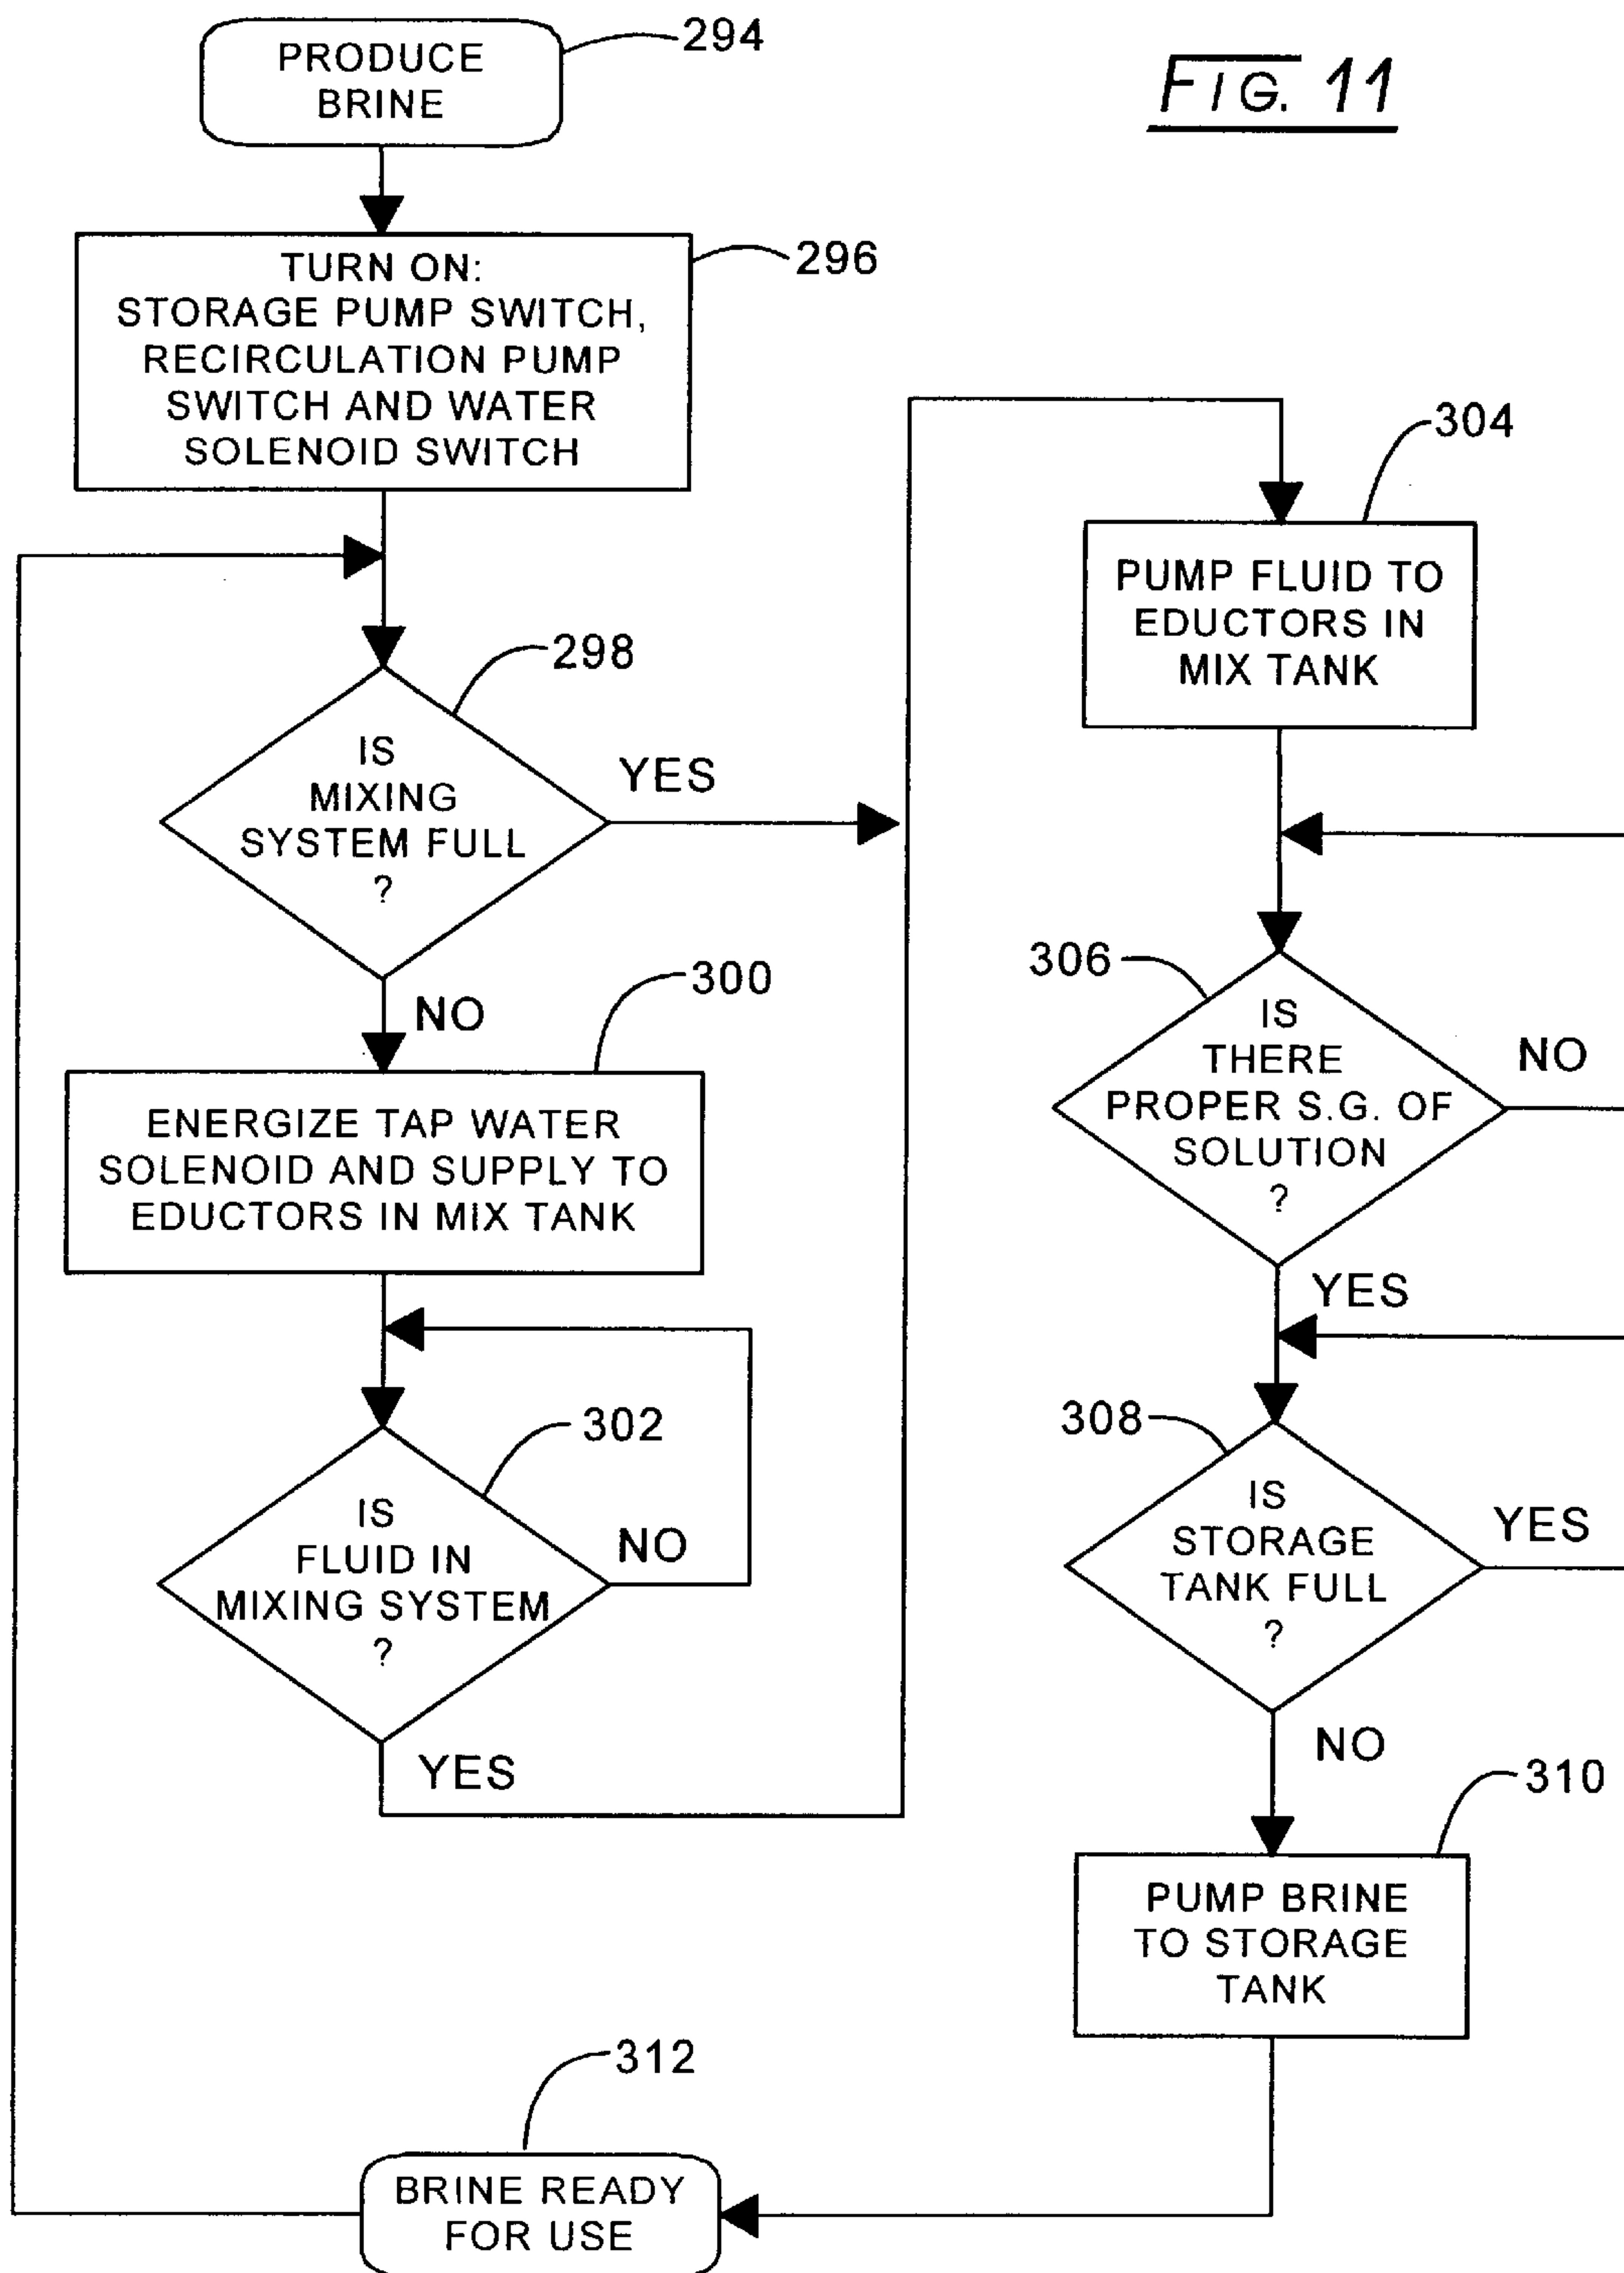 FIG. 11
PRODUCE
BRINE
294
TURN ON:
STORAGE PUMP SWITCH,
RECIRCULATION PUMP
SWITCH AND WATER
SOLENOID SWITCH
296
IS
MIXING
SYSTEM FULL
?
298
YES
NO
ENERGIZE TAP WATER
SOLENOID AND SUPPLY TO
EDUCTORS IN MIX TANK
300
IS
FLUID IN
MIXING SYSTEM
?
302
NO
YES
PUMP FLUID TO
EDUCTORS IN
MIX TANK
304
IS
THERE
PROPER S.G. OF
SOLUTION
?
306
NO
YES
IS
STORAGE
TANK FULL
?
308
YES
NO
PUMP BRINE
TO STORAGE
TANK
310
BRINE READY
FOR USE
312